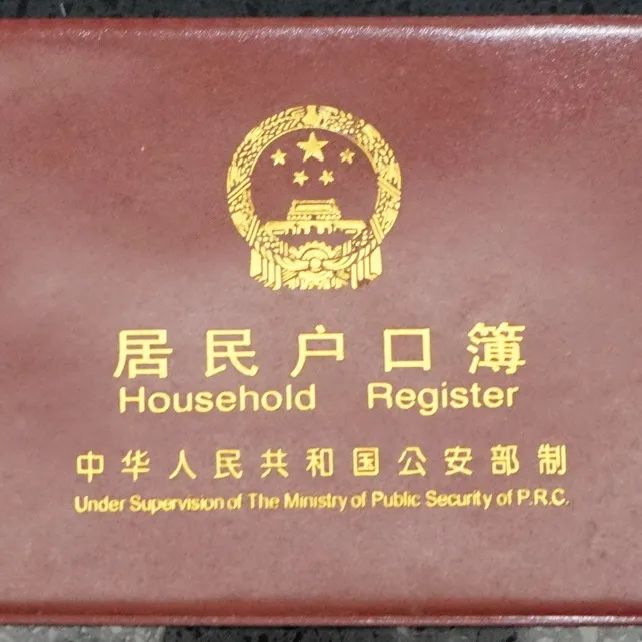 居民户口簿
Household Register
中华人民共和国公安部制
Under Supervision of The Ministry of Public Security of P.R.C.